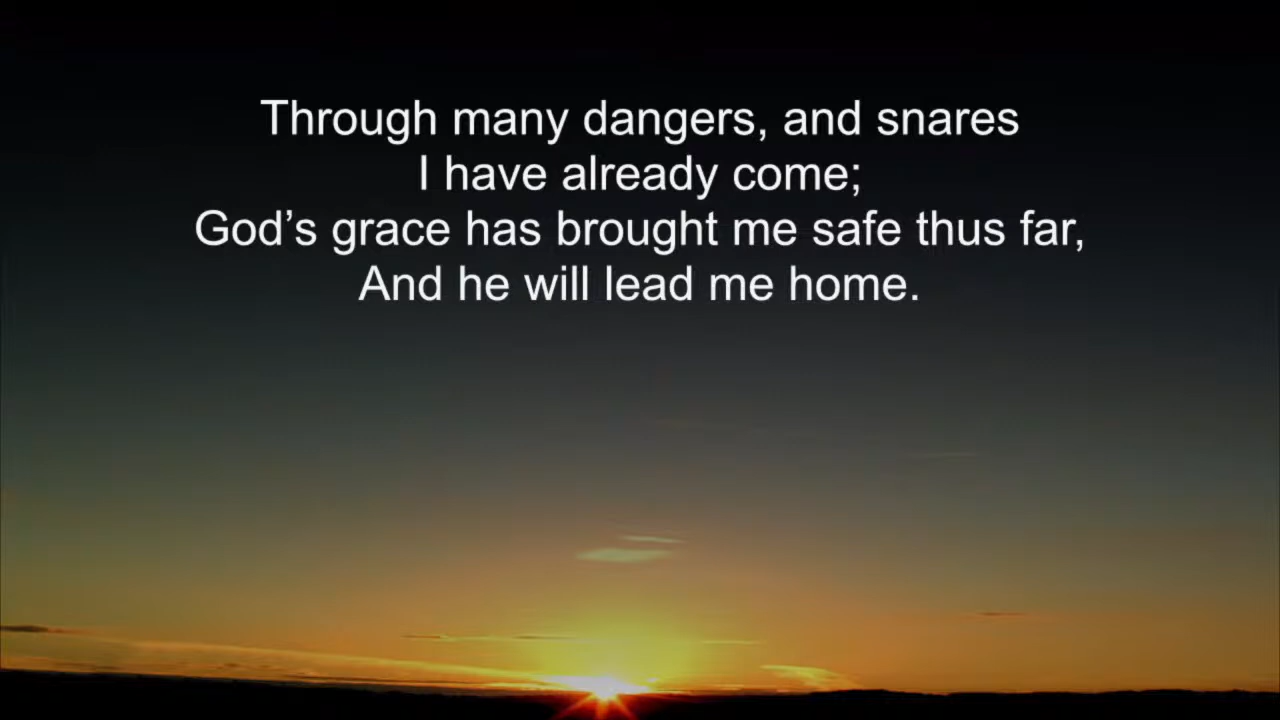 Through many dangers, and snares
I have already come;
God’s grace has brought me safe thus far,
And he will lead me home.